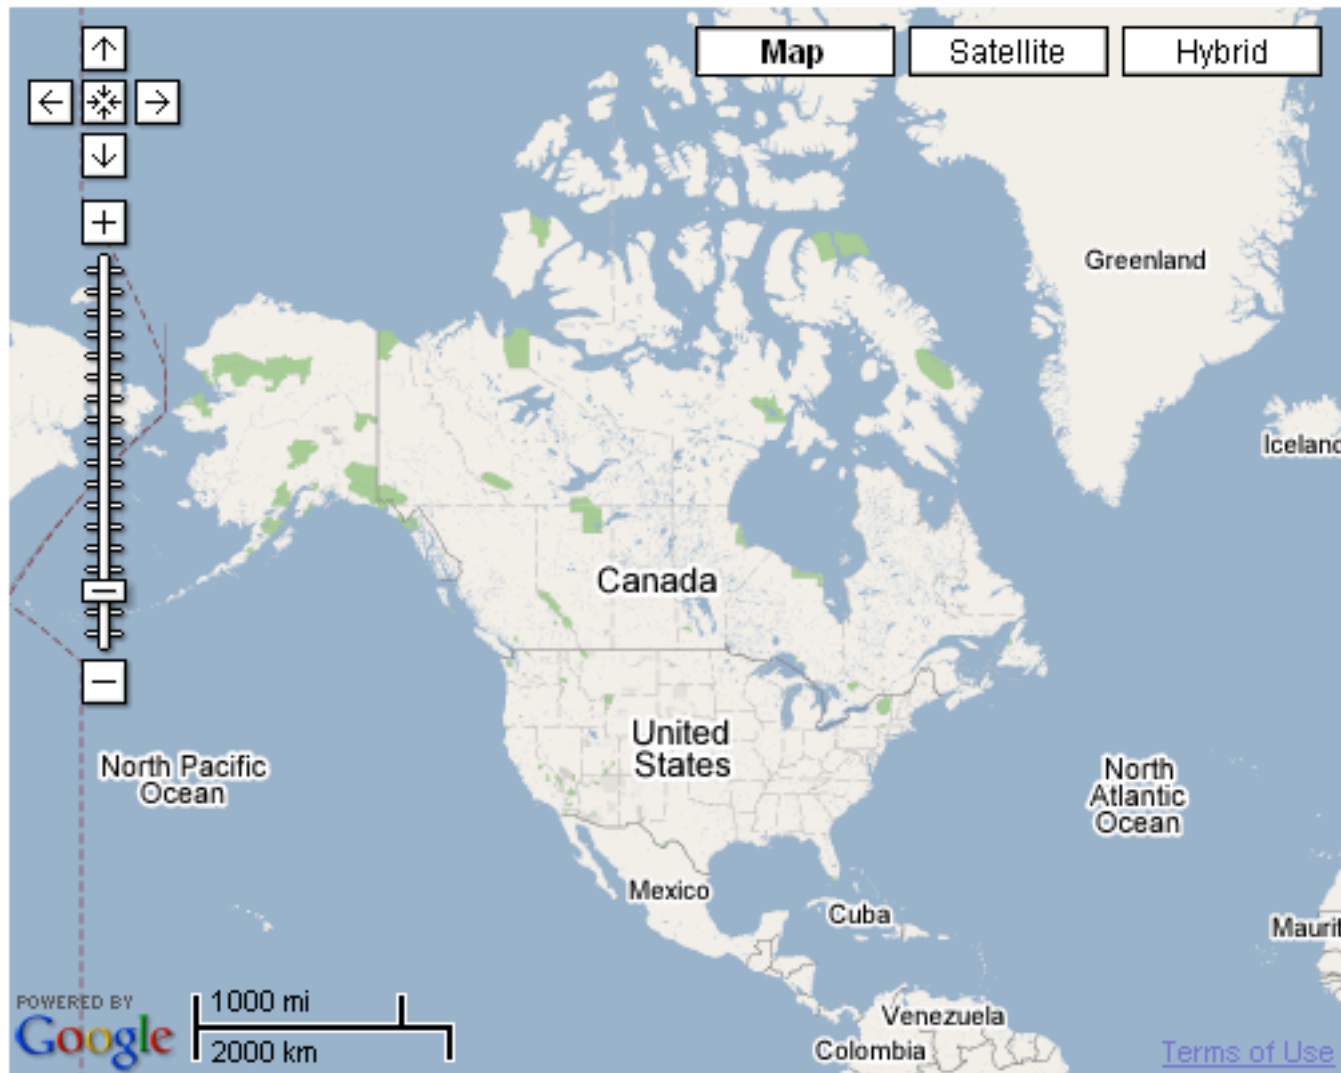 Map
Satellite
Hybrid
Greenland
Iceland
Canada
United
States
North Pacific
Ocean
North
Atlantic
Ocean
Mexico
Cuba
Maurit
Venezuela
Colombia
POWERED BY
Google
1000 mi
2000 km
Terms of Use